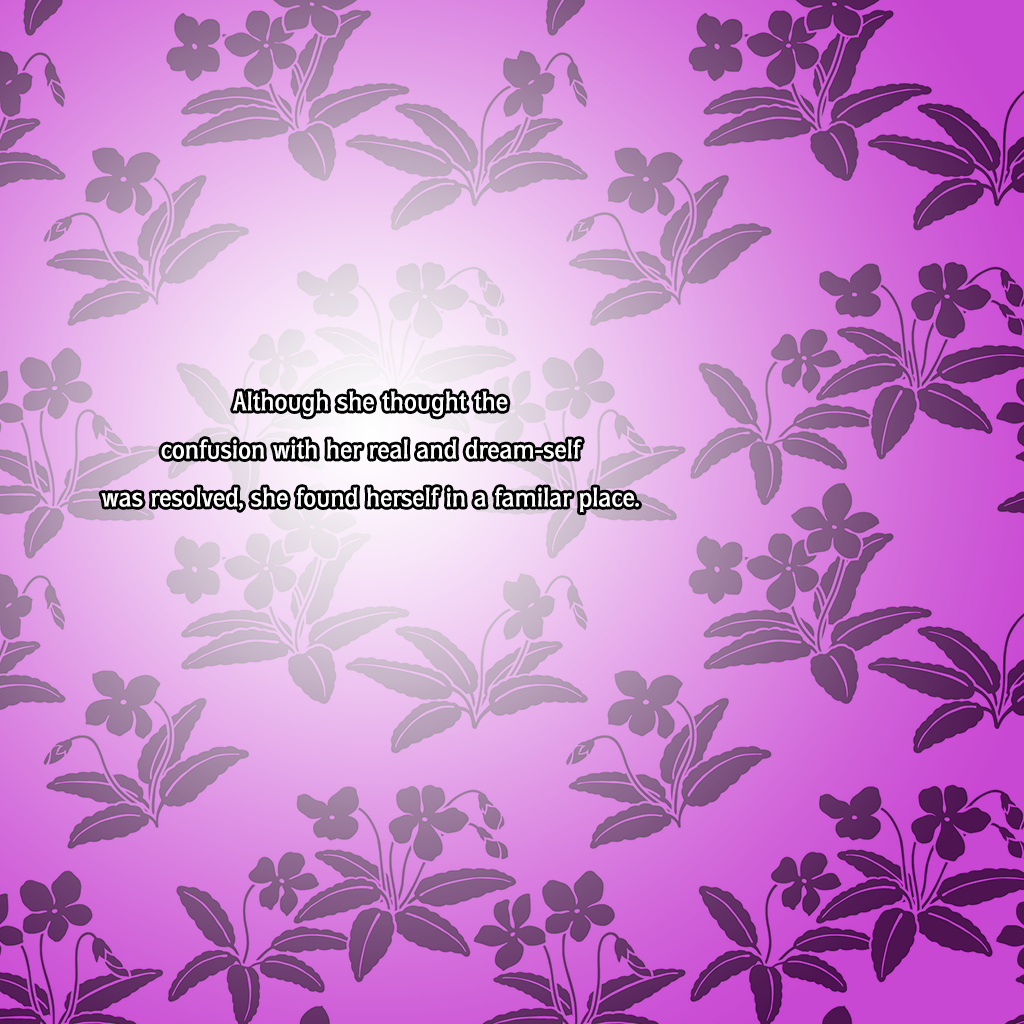 Although she thought the
confusion with her real and dream-self
was resolved, she found herself in a familar place.